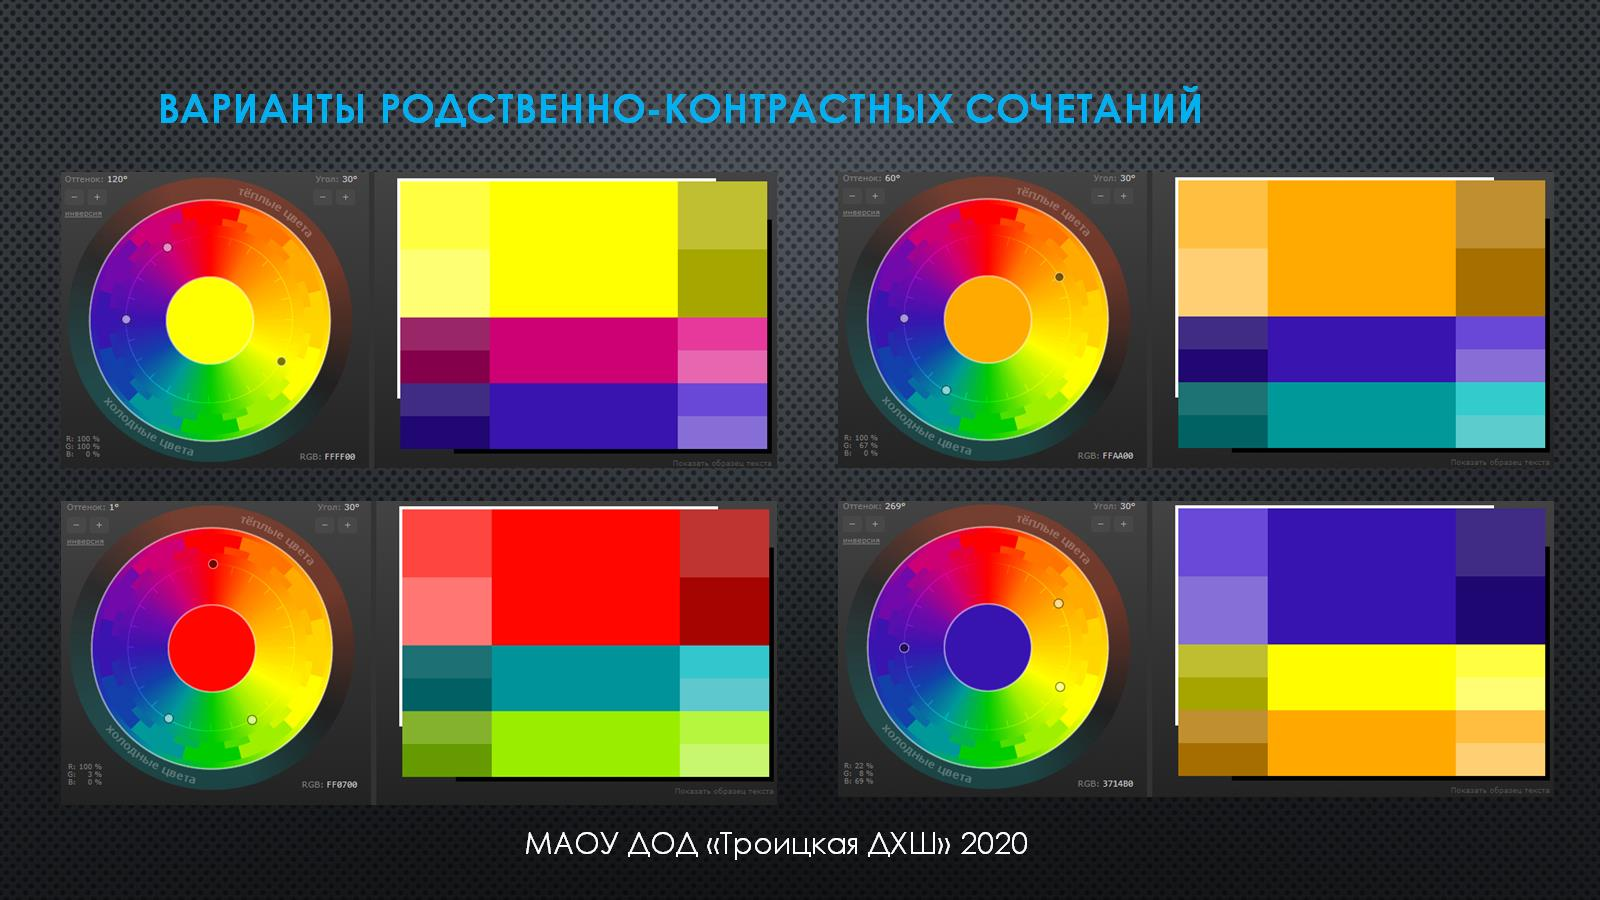 ВАРИАНТЫ РОДСТВЕННО-КОНТРАСТНЫХ СОЧЕТАНИЙ
Оттенок: 120° Угол: 30°
− + − +
инверсия
тёплые цвета
холодные цвета
R: 100 %
G: 100 %
B: 0 %
RGB: FFFF00
Показать образец текста
Оттенок: 60° Угол: 30°
− + − +
инверсия
тёплые цвета
холодные цвета
R: 100 %
G: 67 %
B: 0 %
RGB: FFAA00
Показать образец текста
Оттенок: 1° Угол: 30°
− + − +
инверсия
тёплые цвета
холодные цвета
R: 100 %
G: 3 %
B: 0 %
RGB: FF0700
Показать образец текста
Оттенок: 269° Угол: 30°
− + − +
инверсия
тёплые цвета
холодные цвета
R: 22 %
G: 8 %
B: 69 %
RGB: 3714B0
Показать образец текста
МАОУ ДОД «Троицкая ДХШ» 2020